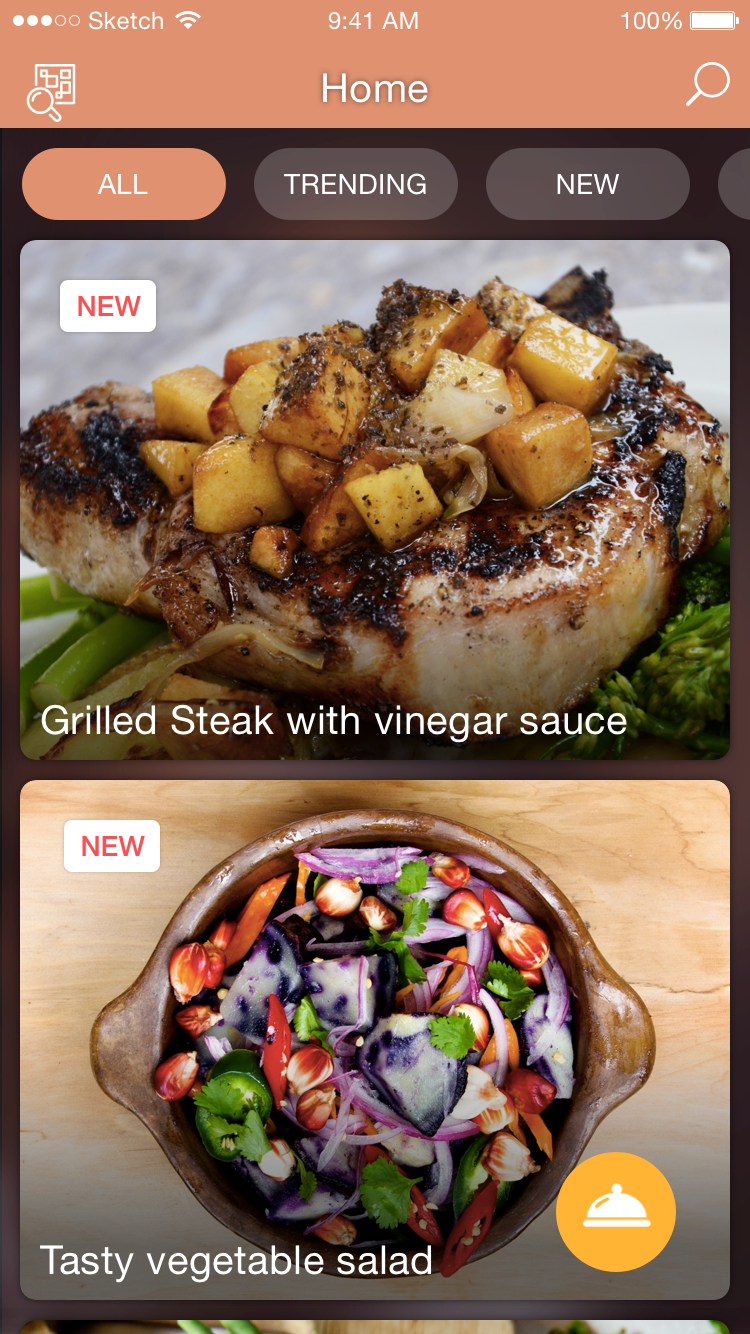 Sketch 9:41 AM 100%
Home
ALL TRENDING NEW
NEW
Grilled Steak with vinegar sauce
NEW
Tasty vegetable salad